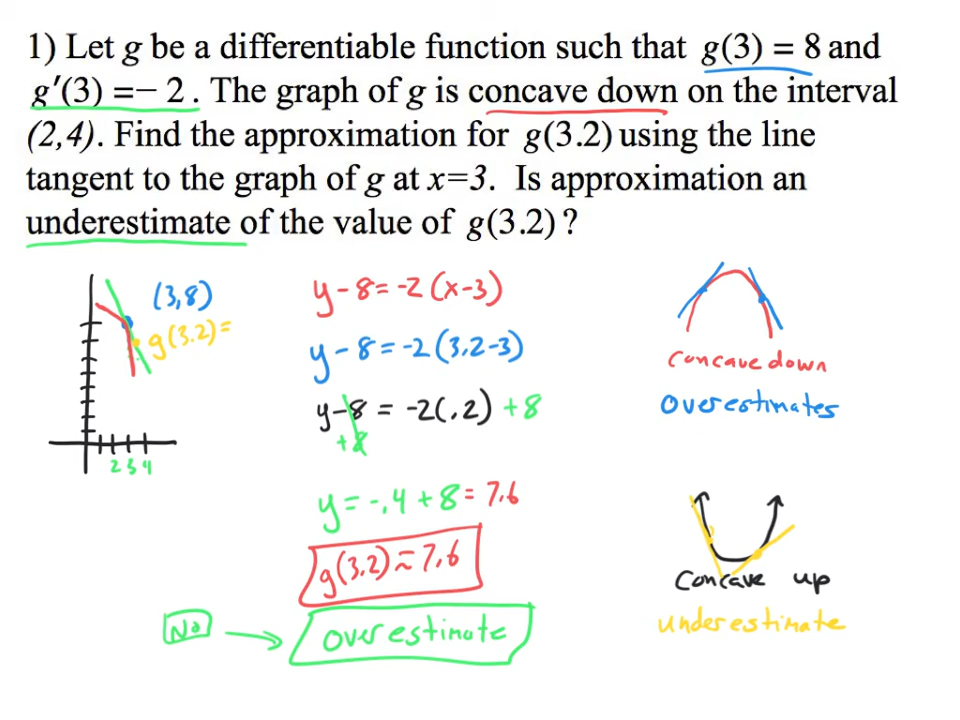 1) Let g be a differentiable function such that g(3) = 8 and
g′(3) =− 2 . The graph of g is concave down on the interval
(2,4). Find the approximation for g(3.2) using the line
tangent to the graph of g at x=3. Is approximation an
underestimate of the value of g(3.2) ?
(3,8)
g(3.2)=
2 3 4
y-8=-2(x-3)
y-8=-2(3.2-3)
y-8 = -2(.2) +8
+8
y=-.4+8=7.6
g(3.2)≈7.6
No
overestimate
Concave down
Overestimates
Concave up
Underestimate